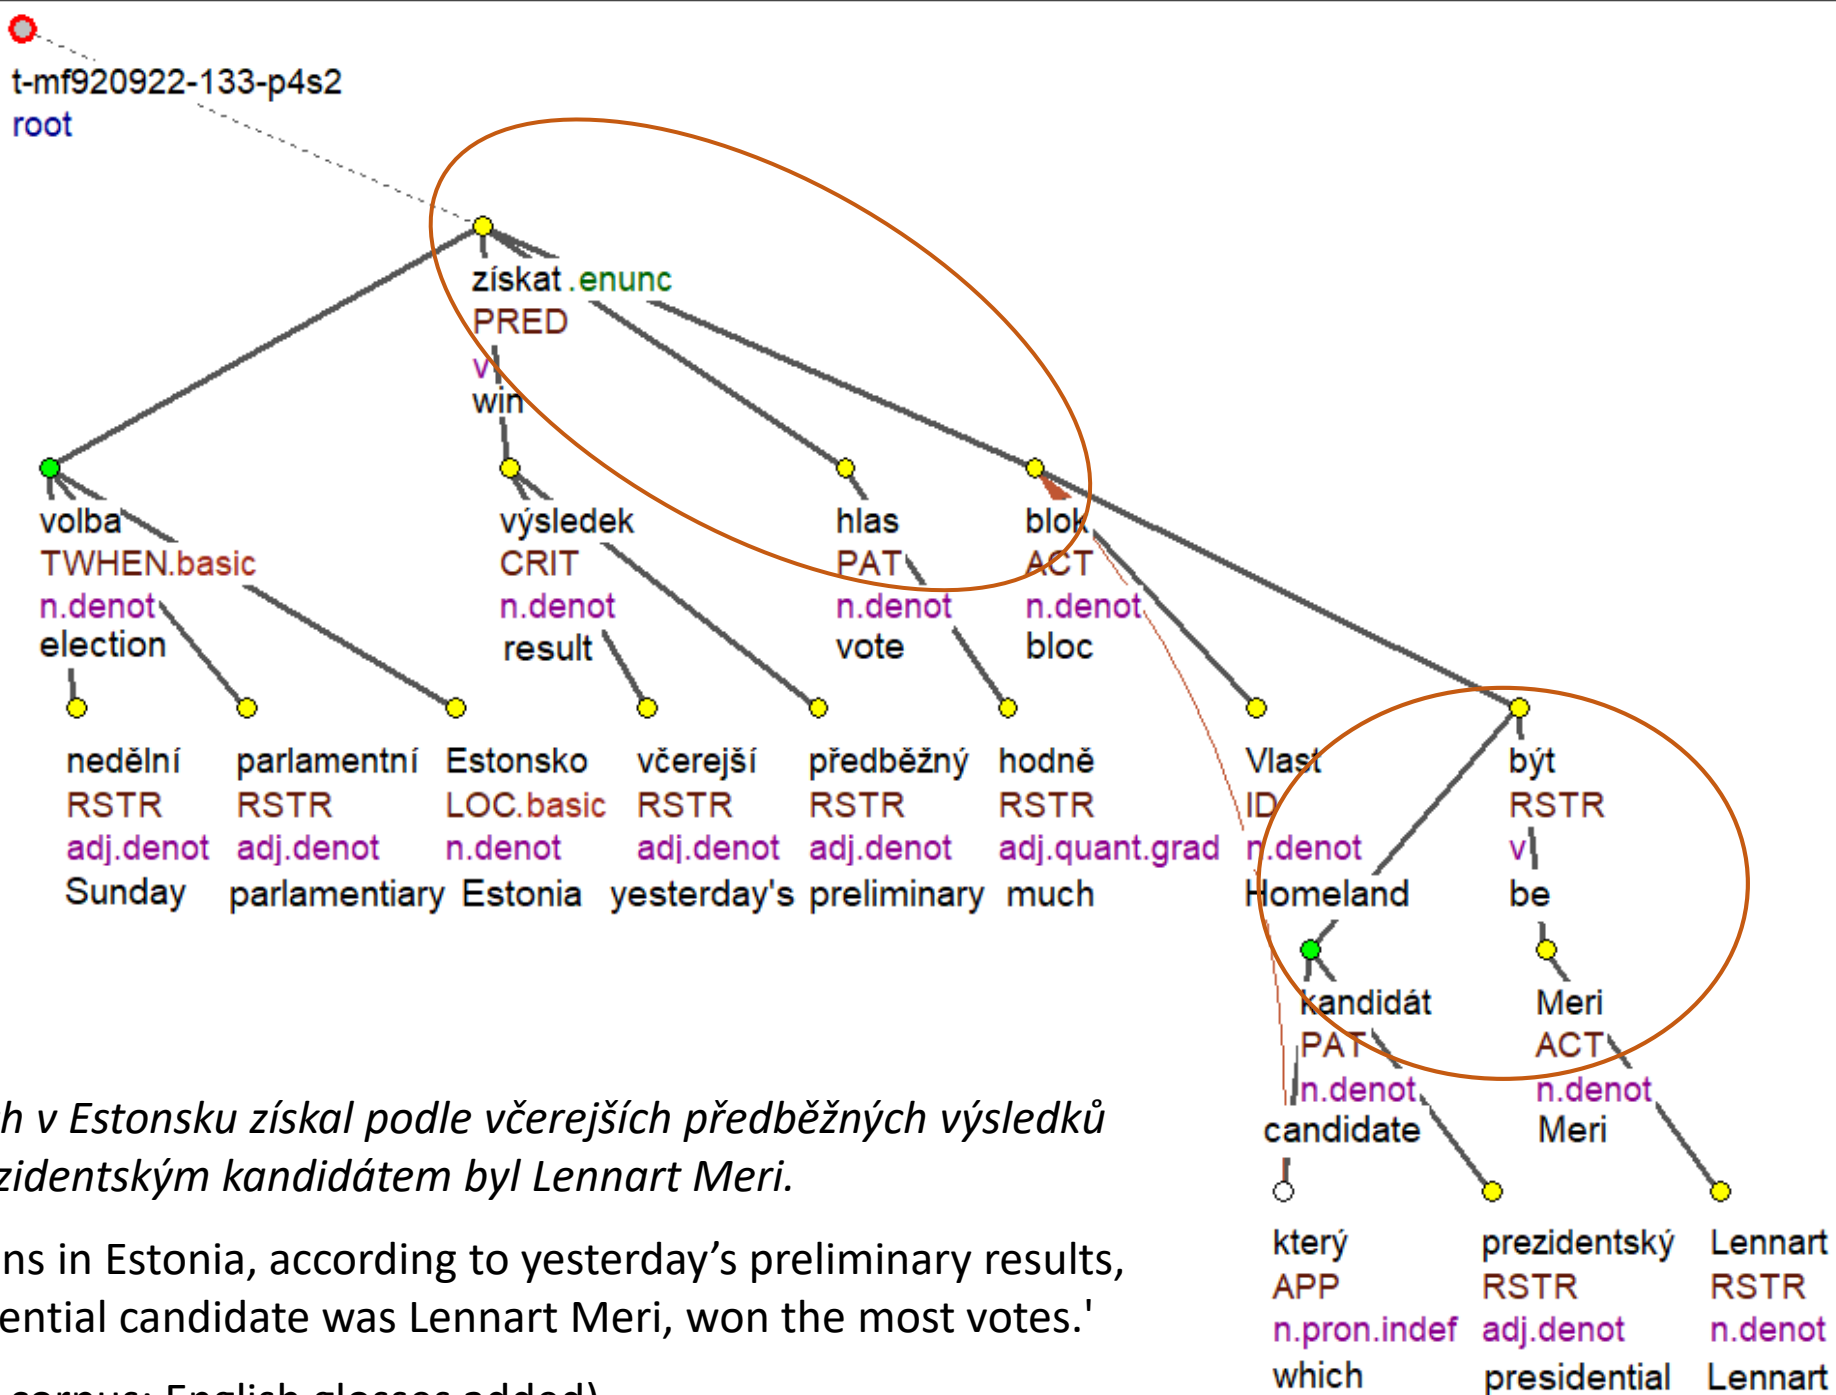 t-mf920922-133-p4s2
root
získat .enunc
PRED
v
win
volba výsledek hlas blok
TWHEN.basic CRIT PAT ACT
n.denot n.denot n.denot n.denot
election result vote bloc
nedělní parlamentní Estonsko včerejší předběžný hodně Vlast být
RSTR RSTR LOC.basic RSTR RSTR RSTR ID RSTR
adj.denot adj.denot n.denot adj.denot adj.denot adj.quant.grad n.denot v
Sunday parlamentiary Estonia yesterday's preliminary much Homeland be
kandidát Meri
PAT ACT
n.denot n.denot
candidate Meri
který prezidentský Lennart
APP RSTR RSTR
n.pron.indef adj.denot n.denot
which presidential Lennart
v Estonsku získal podle včerejších předběžných výsledků
kandidátem byl Lennart Meri.
in Estonia, according to yesterday’s preliminary results,
candidate was Lennart Meri, won the most votes.'
corpus; English glosses added)